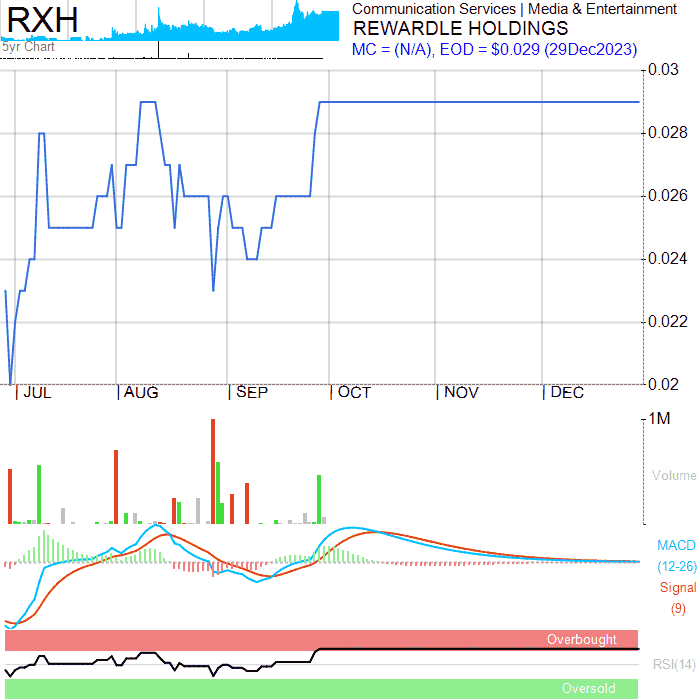 RXH
5yr Chart
Communication Services | Media & Entertainment
REWARDLE HOLDINGS
MC = (N/A), EOD = $0.029 (29Dec2023)
0.03
0.028
0.026
0.024
0.022
0.02
JUL AUG SEP OCT NOV DEC
1M
Volume
MACD
(12-26)
Signal
(9)
Overbought
RSI(14)
Oversold